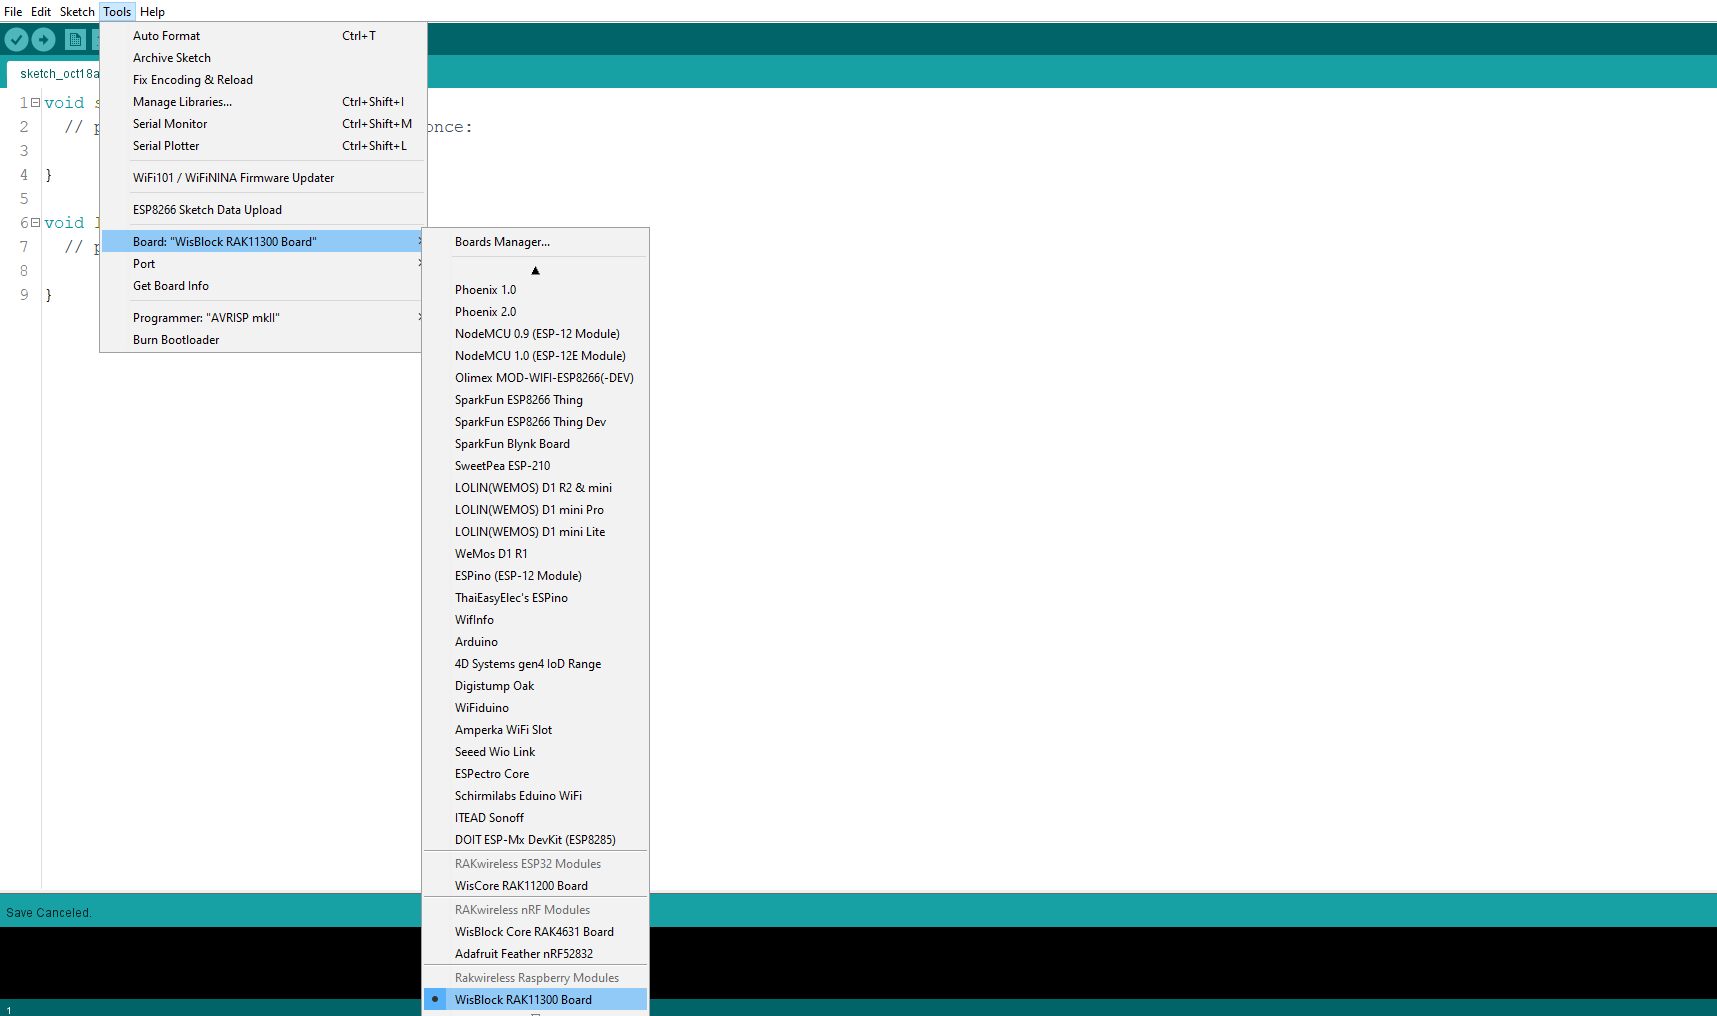 File Edit Sketch Tools Help
sketch_oct18a
Auto Format Ctrl+T
Archive Sketch
Fix Encoding & Reload
Manage Libraries... Ctrl+Shift+I
Serial Monitor Ctrl+Shift+M
Serial Plotter Ctrl+Shift+L
WiFi101 / WiFiNINA Firmware Updater
ESP8266 Sketch Data Upload
Board: "WisBlock RAK11300 Board"
Port
Get Board Info
Programmer: "AVRISP mkII"
Burn Bootloader
1 void s
2 // p once:
3
4 }
5
6 void l
7 // p
8
9 }
Boards Manager...
Phoenix 1.0
Phoenix 2.0
NodeMCU 0.9 (ESP-12 Module)
NodeMCU 1.0 (ESP-12E Module)
Olimex MOD-WIFI-ESP8266(-DEV)
SparkFun ESP8266 Thing
SparkFun ESP8266 Thing Dev
SparkFun Blynk Board
SweetPea ESP-210
LOLIN(WEMOS) D1 R2 & mini
LOLIN(WEMOS) D1 mini Pro
LOLIN(WEMOS) D1 mini Lite
WeMos D1 R1
ESPino (ESP-12 Module)
ThaiEasyElec's ESPino
WifInfo
Arduino
4D Systems gen4 IoD Range
Digistump Oak
WiFiduino
Amperka WiFi Slot
Seeed Wio Link
ESPectro Core
Schirmilabs Eduino WiFi
ITEAD Sonoff
DOIT ESP-Mx DevKit (ESP8285)
RAKwireless ESP32 Modules
WisCore RAK11200 Board
RAKwireless nRF Modules
WisBlock Core RAK4631 Board
Adafruit Feather nRF52832
Rakwireless Raspberry Modules
WisBlock RAK11300 Board
Save Canceled.
1